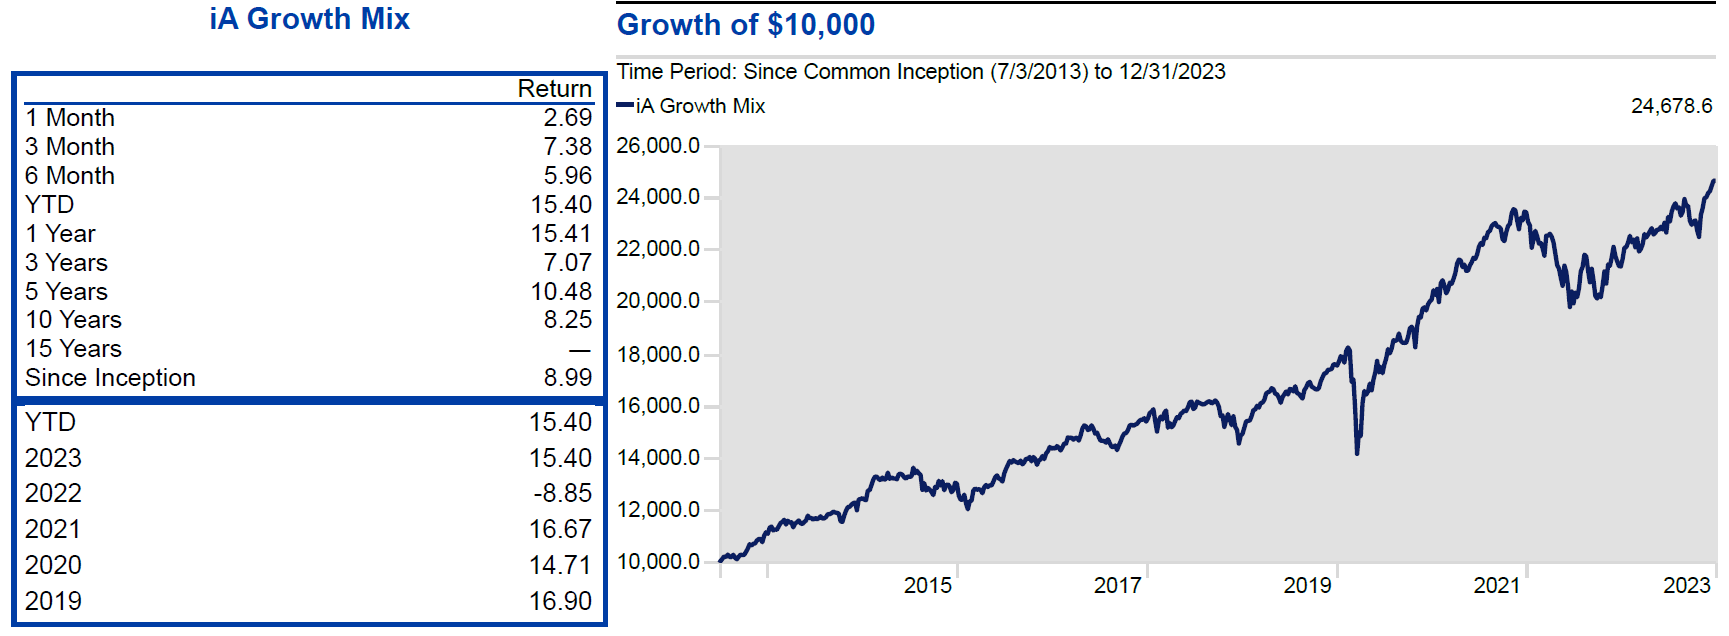 iA Growth Mix
Return
1 Month 2.69
3 Month 7.38
6 Month 5.96
YTD 15.40
1 Year 15.41
3 Years 7.07
5 Years 10.48
10 Years 8.25
15 Years —
Since Inception 8.99
YTD 15.40
2023 15.40
2022 -8.85
2021 16.67
2020 14.71
2019 16.90
Growth of $10,000
Time Period: Since Common Inception (7/3/2013) to 12/31/2023
iA Growth Mix 24,678.6
26,000.0
24,000.0
22,000.0
20,000.0
18,000.0
16,000.0
14,000.0
12,000.0
10,000.0
2015 2017 2019 2021 2023